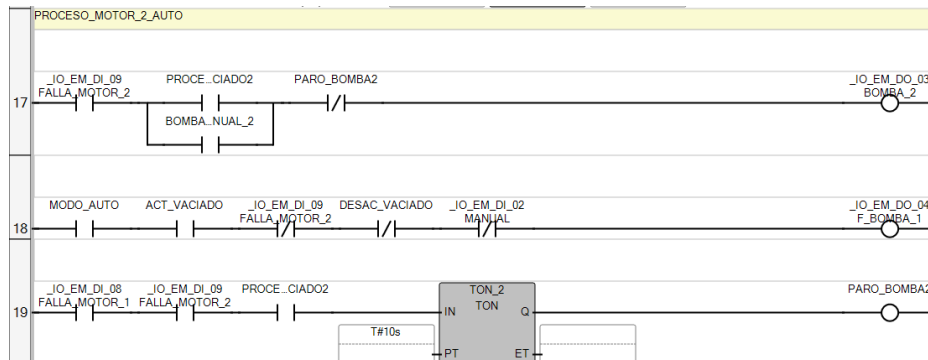 PROCESO_MOTOR_2_AUTO
_IO_EM_DI_09 PROCE...CIADO2 PARO_BOMBA2 _IO_EM_DO_03
FALLA_MOTOR_2 BOMBA_2
17
BOMBA...NUAL_2
MODO_AUTO ACT_VACIADO _IO_EM_DI_09 DESAC_VACIADO _IO_EM_DI_02 _IO_EM_DO_04
FALLA_MOTOR_2 MANUAL F_BOMBA_1
18
_IO_EM_DI_08 _IO_EM_DI_09 PROCE...CIADO2 TON_2 PARO_BOMBA2
FALLA_MOTOR_1 FALLA_MOTOR_2 TON
19 IN Q
T#10s
PT ET